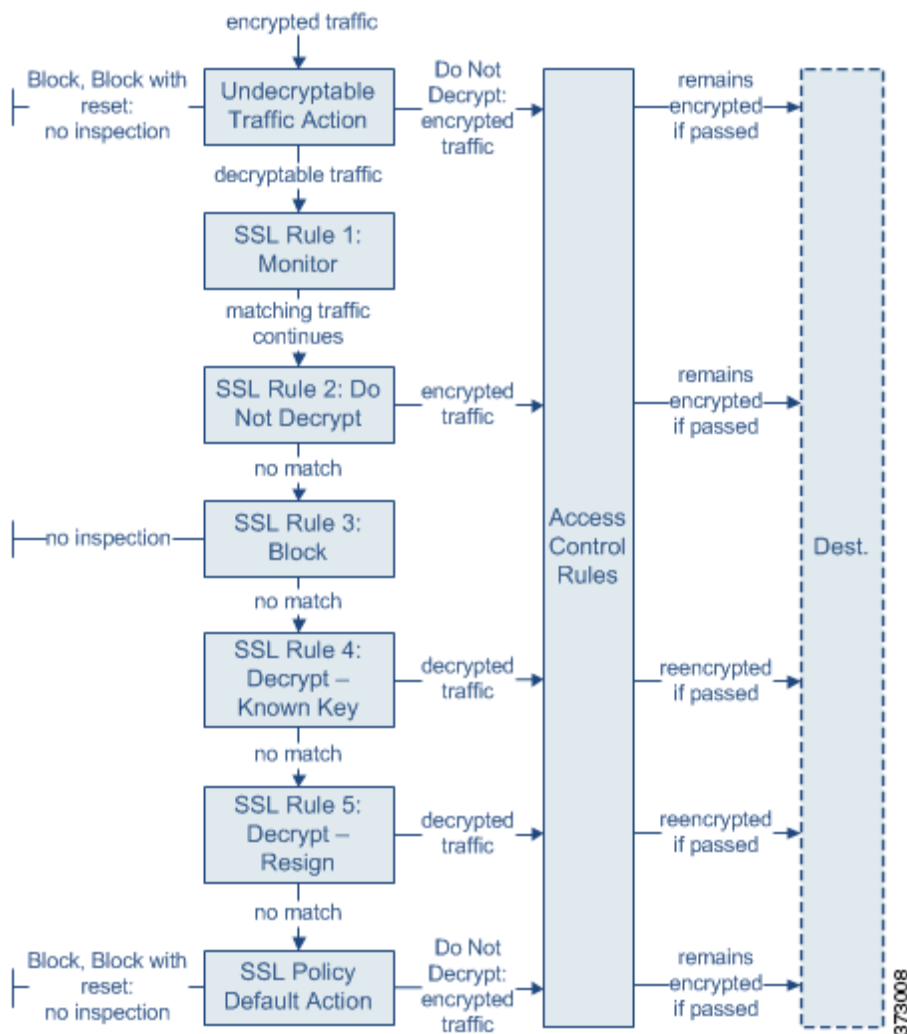 encrypted traffic
Block, Block with
reset:
no inspection
Undecryptable
Traffic Action
Do Not
Decrypt:
encrypted
traffic
remains
encrypted
if passed
decryptable traffic
SSL Rule 1:
Monitor
matching traffic
continues
SSL Rule 2: Do
Not Decrypt
encrypted
traffic
remains
encrypted
if passed
no match
no inspection
SSL Rule 3:
Block
Access
Control
Rules
Dest.
no match
SSL Rule 4:
Decrypt –
Known Key
decrypted
traffic
reencrypted
if passed
no match
SSL Rule 5:
Decrypt –
Resign
decrypted
traffic
reencrypted
if passed
no match
Block, Block with
reset:
no inspection
SSL Policy
Default Action
Do Not
Decrypt:
encrypted
traffic
remains
encrypted
if passed
373008